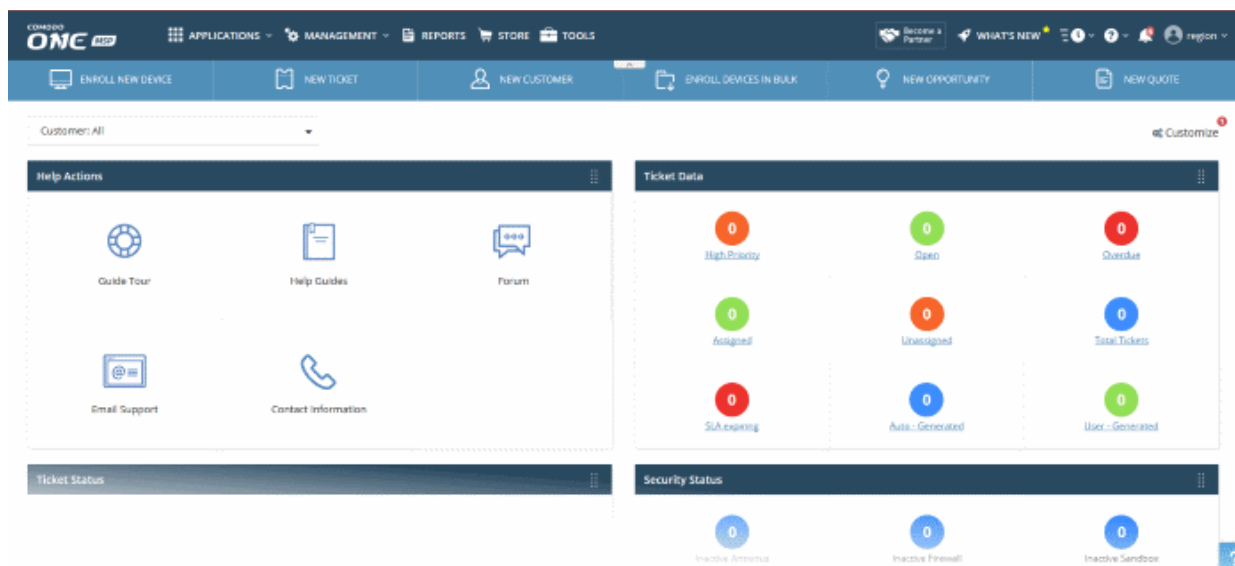 COMODO
ONE MSP
APPLICATIONS
MANAGEMENT
REPORTS
STORE
TOOLS
Become a
Partner
WHAT'S NEW
region
ENROLL NEW DEVICE
NEW TICKET
NEW CUSTOMER
ENROLL DEVICES IN BULK
NEW OPPORTUNITY
NEW QUOTE
Customer: All
Customize
Help Actions
Guide Tour
Help Guides
Forum
Email Support
Contact Information
Ticket Data
0
High Priority
0
Open
0
Overdue
0
Assigned
0
Unassigned
0
Total Tickets
0
SLA expiring
0
Auto - Generated
0
User - Generated
Ticket Status
Security Status
0
Inactive Antivirus
0
Inactive Firewall
0
Inactive Sandbox